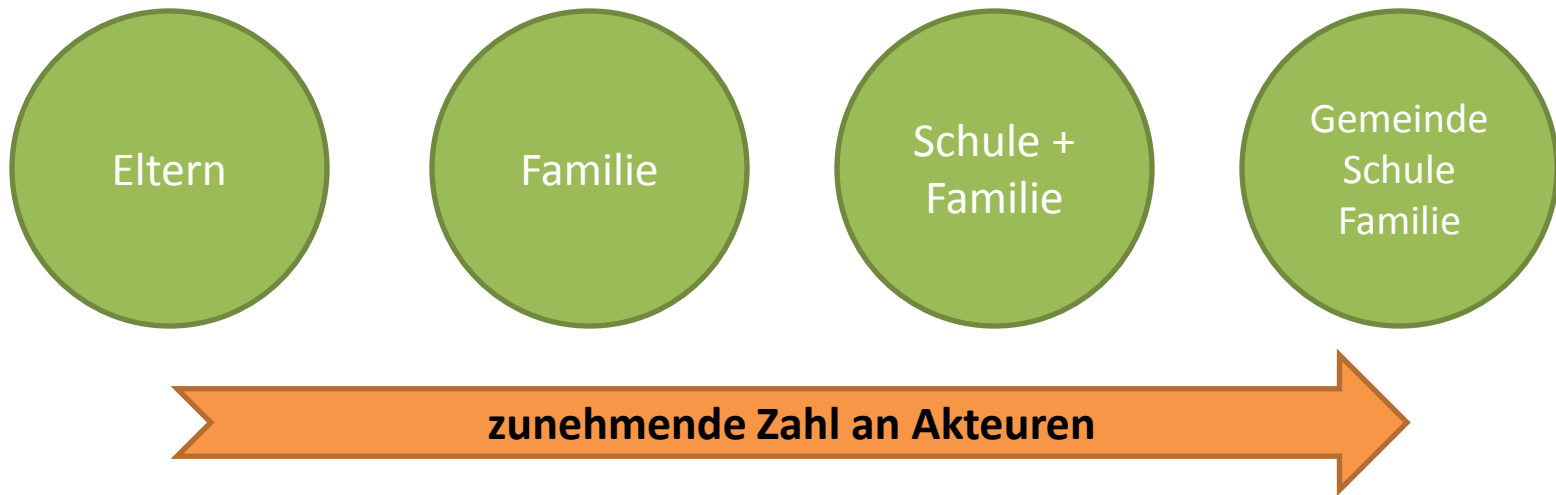 Eltern
Familie
Schule +
Familie
Gemeinde
Schule
Familie
zunehmende Zahl an Akteuren